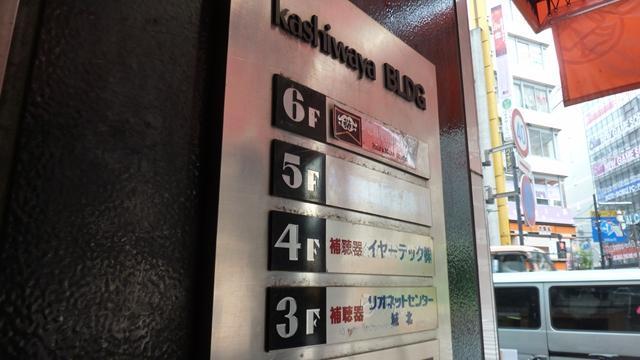 kashiwaya BLDG
6F
5F
4F 補聴器 イヤーテック㈱
3F 補聴器 リオネットセンター
城北